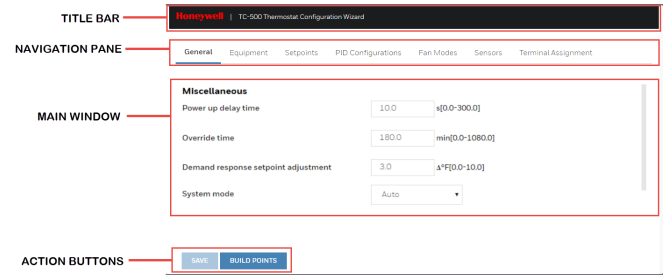 TITLE BAR
Honeywell | TC-500 Thermostat Configuration Wizard
NAVIGATION PANE
General Equipment Setpoints PID Configurations Fan Modes Sensors Terminal Assignment
MAIN WINDOW
Miscellaneous
Power up delay time 10.0 s[0.0-300.0]
Override time 180.0 min[0.0-1080.0]
Demand response setpoint adjustment 3.0 Δ°F[0.0-10.0]
System mode Auto
ACTION BUTTONS
SAVE BUILD POINTS